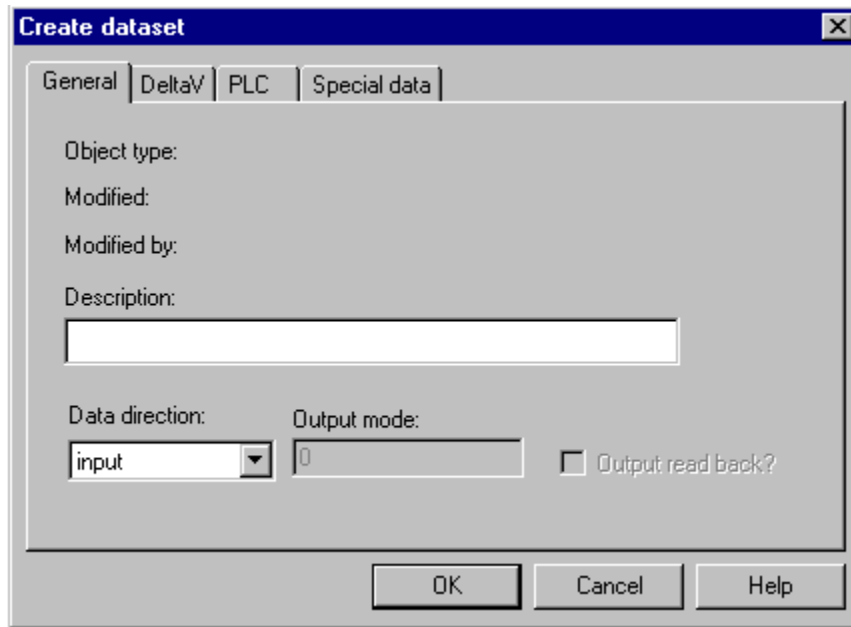 Create dataset
General DeltaV PLC Special data
Object type:
Modified:
Modified by:
Description:
Data direction: Output mode:
input 0 Output read back?
OK Cancel Help